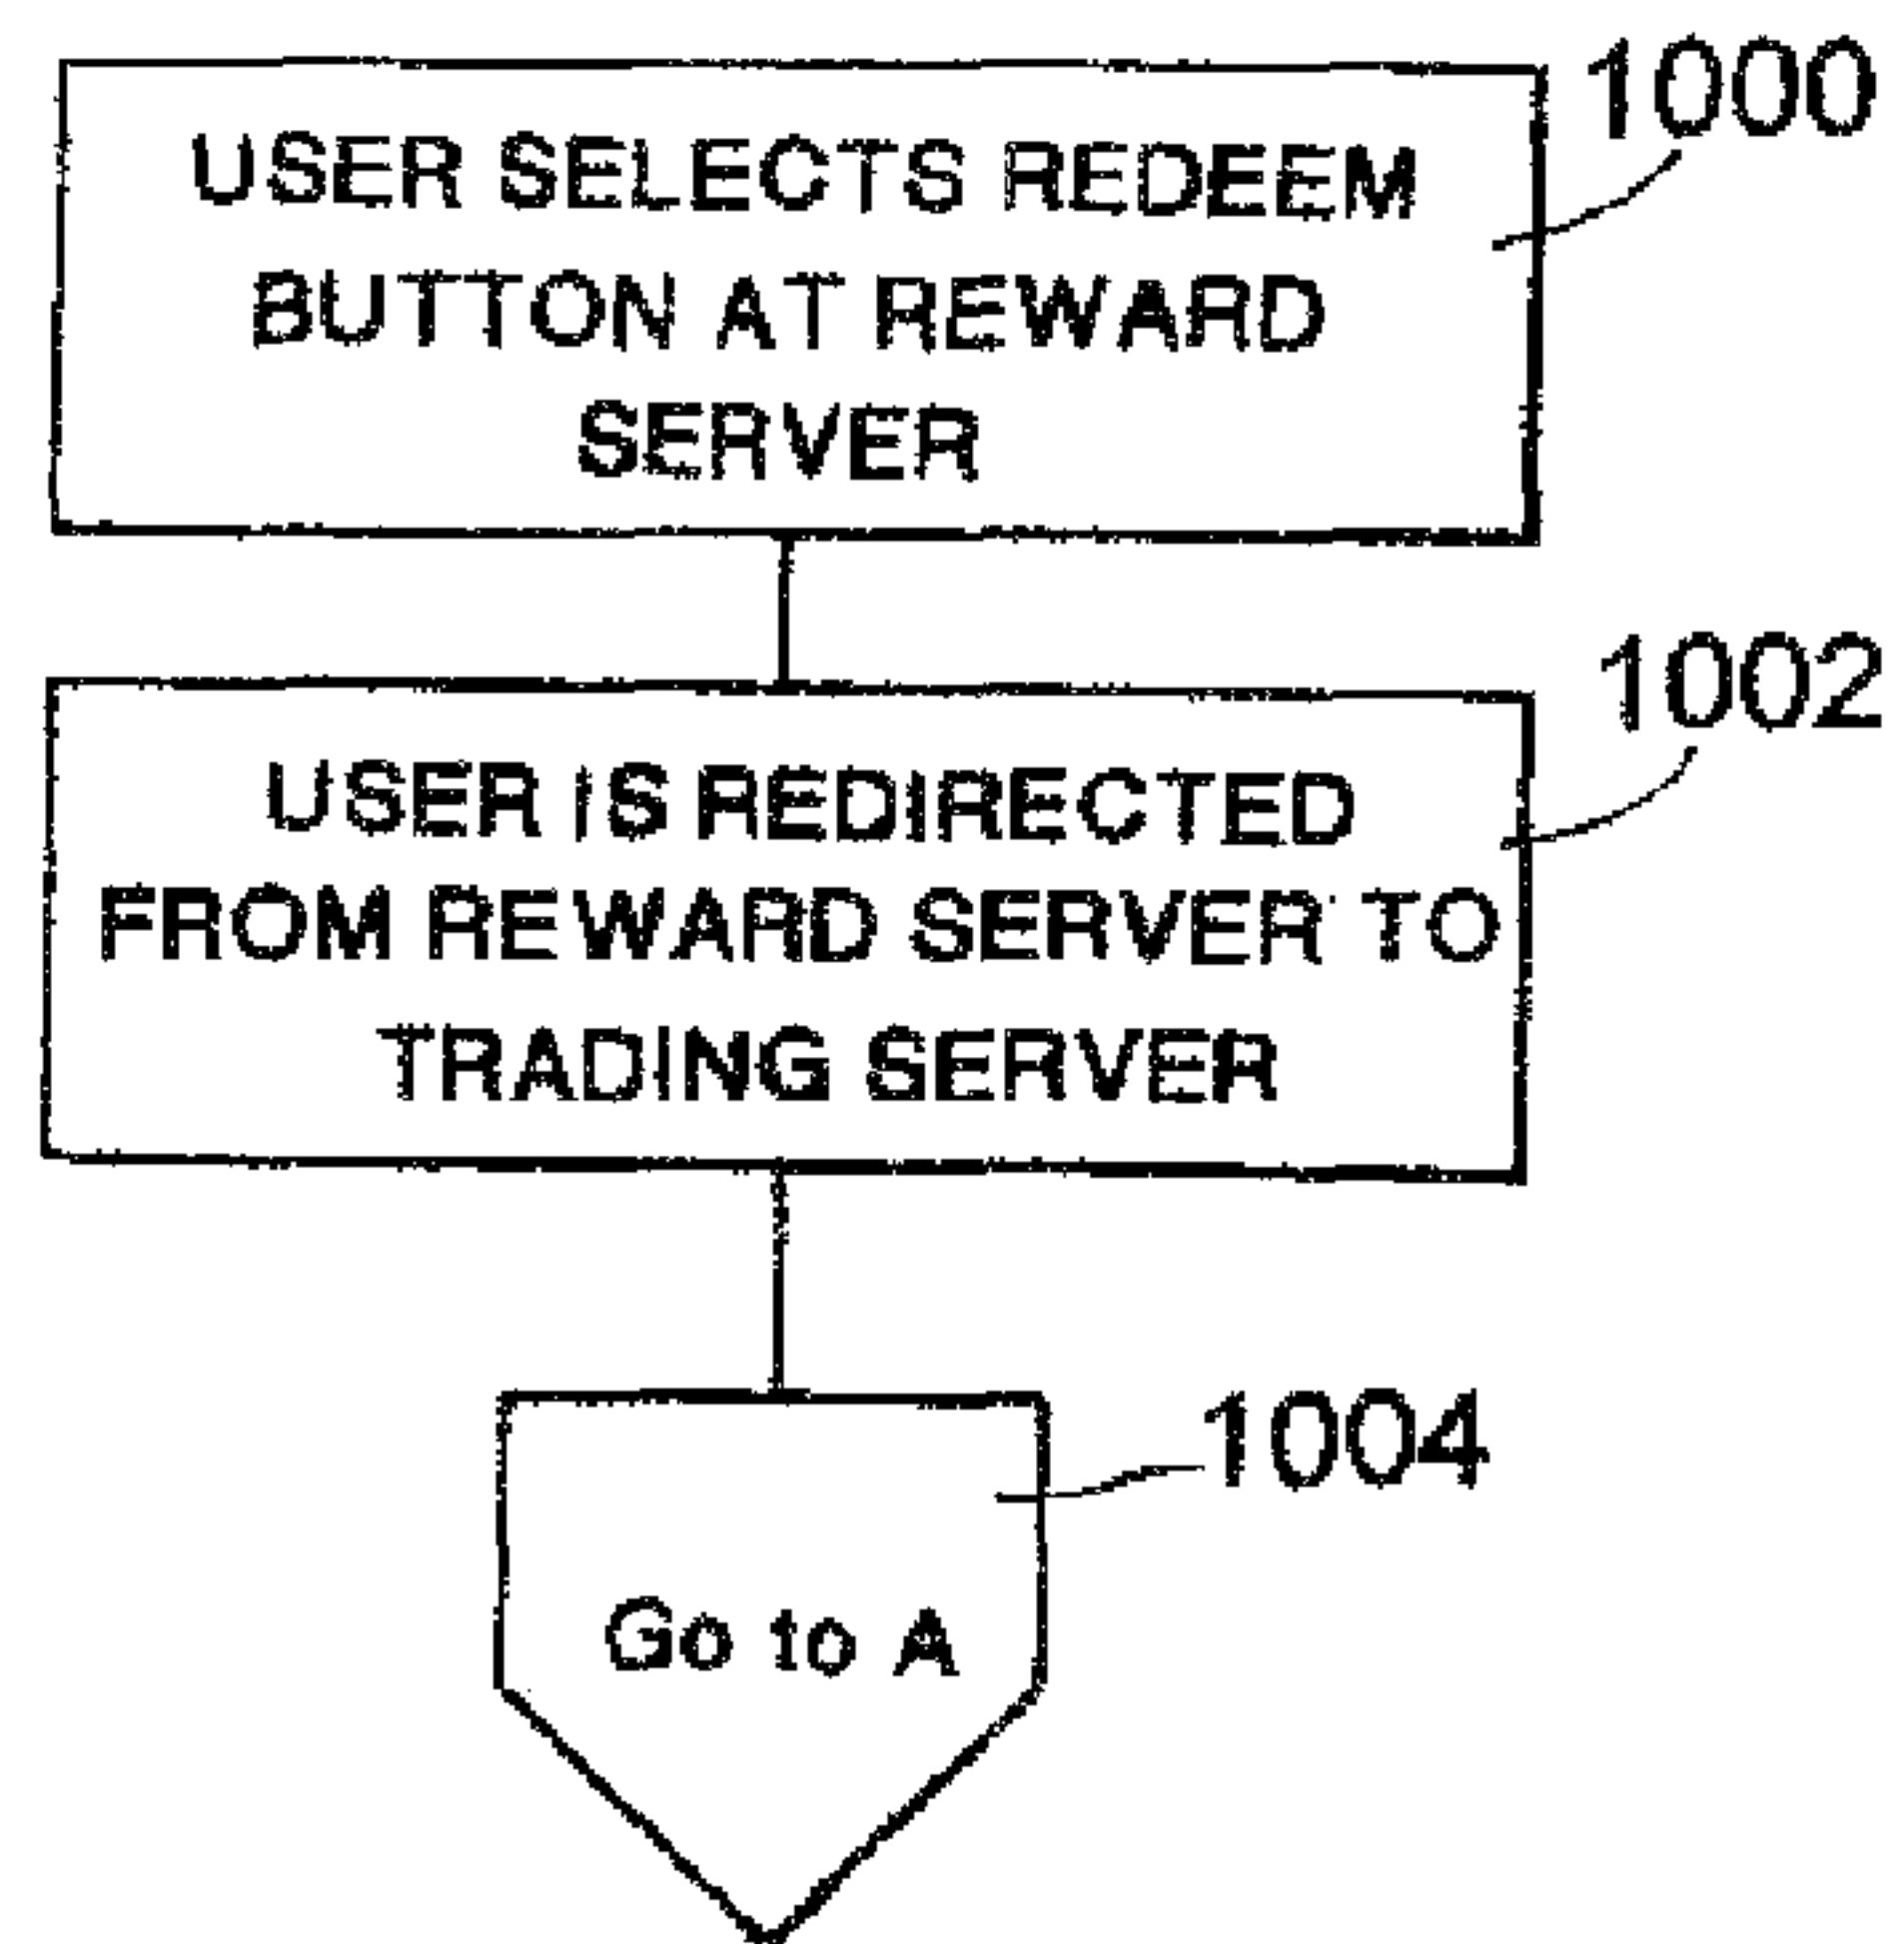 1000
USER SELECTS REDEEM
BUTTON AT REWARD
SERVER
1002
USER IS REDIRECTED
FROM REWARD SERVER TO
TRADING SERVER
1004
Go to A